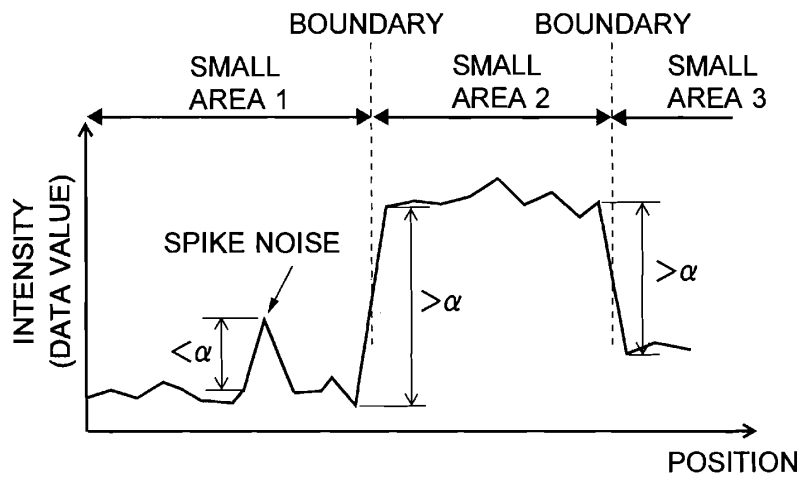 BOUNDARY BOUNDARY
SMALL AREA 1
SMALL AREA 2
SMALL AREA 3
INTENSITY
(DATA VALUE)
SPIKE NOISE
<α
>α
>α
POSITION